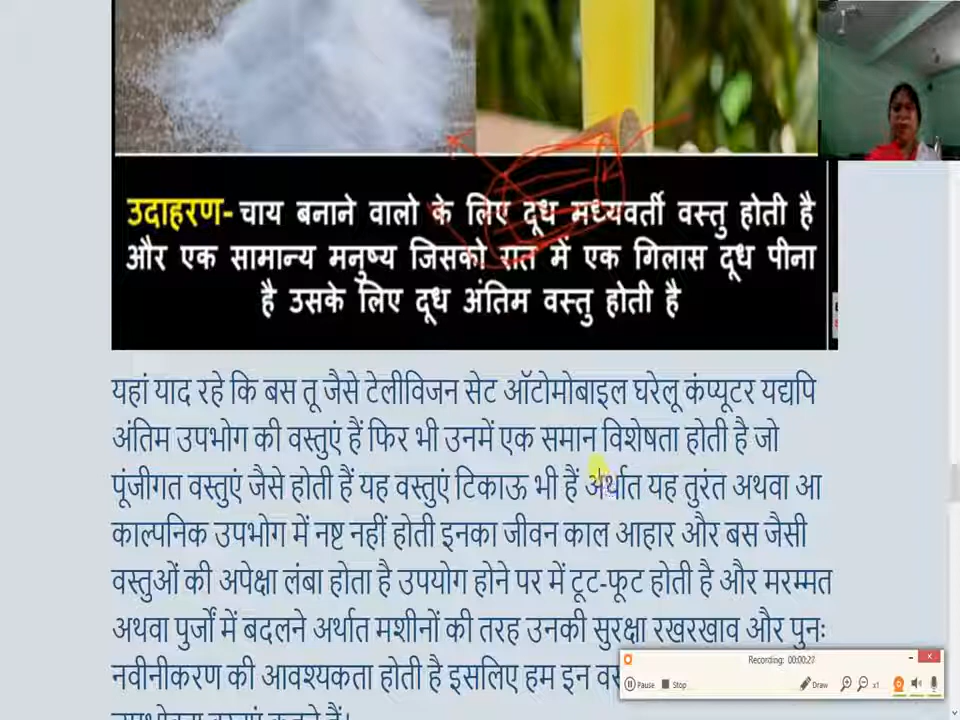 उदाहरण- चाय बनाने वालो के लिए दूध मध्यवर्ती वस्तु होती है
और एक सामान्य मनुष्य जिसको रात में एक गिलास दूध पीना
है उसके लिए दूध अंतिम वस्तु होती है
यहां याद रहे कि बस तू जैसे टेलीविजन सेट ऑटोमोबाइल घरेलू कंप्यूटर यद्यपि
अंतिम उपभोग की वस्तुएं हैं फिर भी उनमें एक समान विशेषता होती है जो
पूंजीगत वस्तुएं जैसे होती हैं यह वस्तुएं टिकाऊ भी हैं अर्थात यह तुरंत अथवा आ
काल्पनिक उपभोग में नष्ट नहीं होती इनका जीवन काल आहार और बस जैसी
वस्तुओं की अपेक्षा लंबा होता है उपयोग होने पर में टूट-फूट होती है और मरम्मत
अथवा पुर्जों में बदलने अर्थात मशीनों की तरह उनकी सुरक्षा रखरखाव और पुनः
नवीनीकरण की आवश्यकता होती है इसलिए हम इन
Recording: 00:00:27
Pause Stop Draw x1